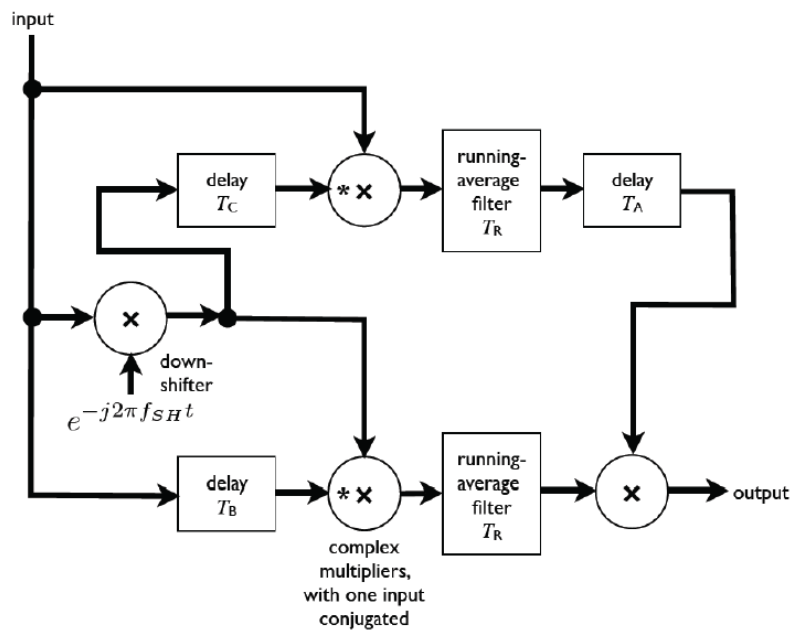 input
delay
T_C
* ×
running-
average
filter
T_R
delay
T_A
×
down-
shifter
e^{-j2πf_{SH}t}
delay
T_B
* ×
running-
average
filter
T_R
×
output
complex
multipliers,
with one input
conjugated